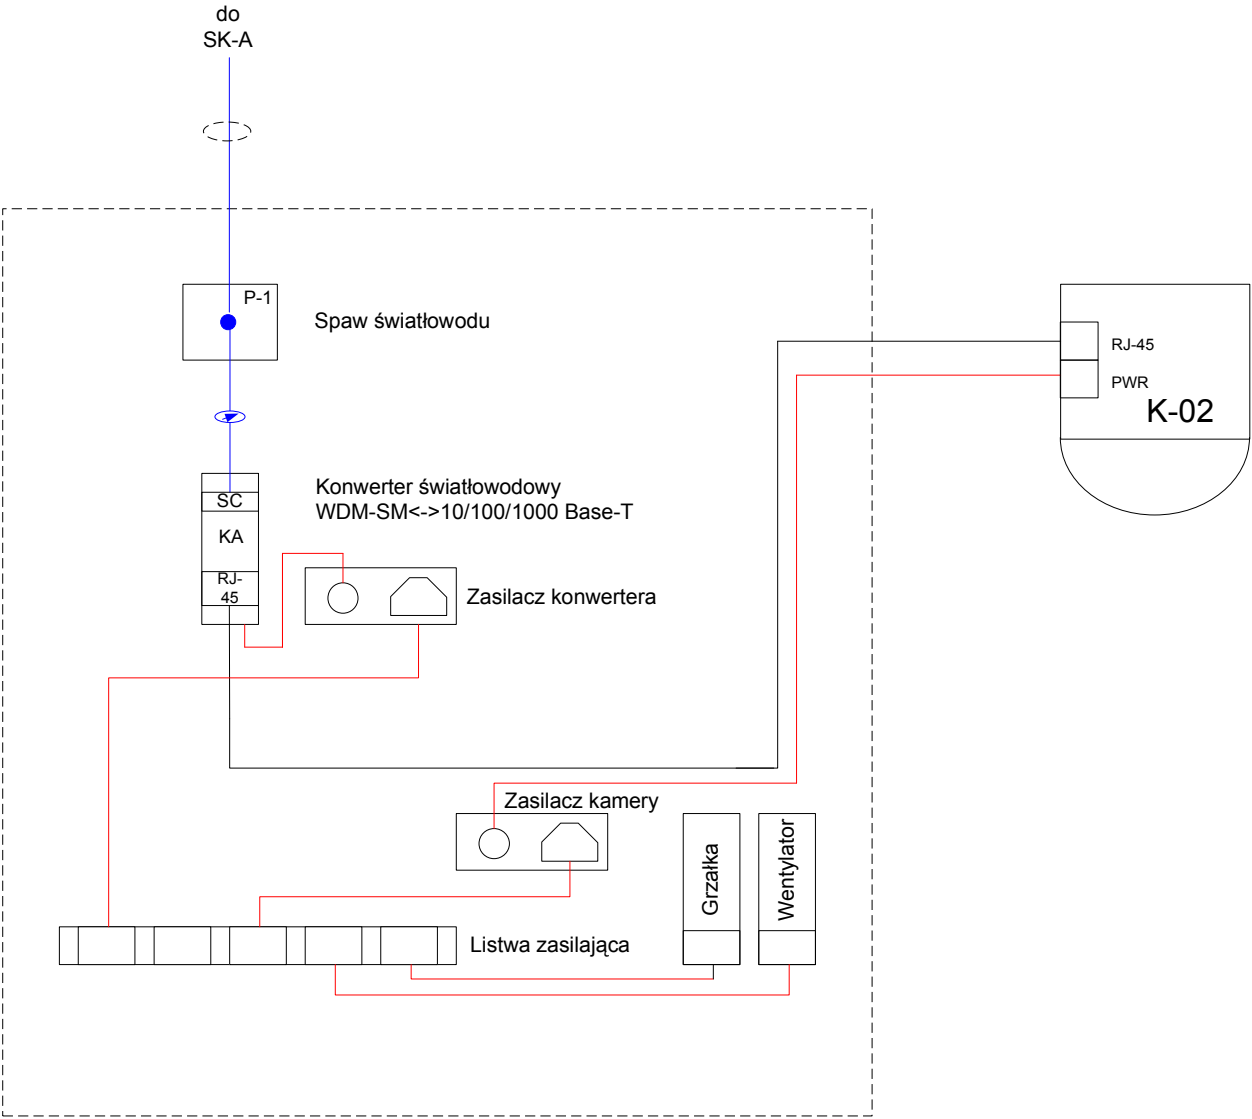 do
SK-A
P-1
Spaw światłowodu
RJ-45
PWR
K-02
SC
KA
RJ-
45
Konwerter światłowodowy
WDM-SM<->10/100/1000 Base-T
Zasilacz konwertera
Zasilacz kamery
Grzałka
Wentylator
Listwa zasilająca